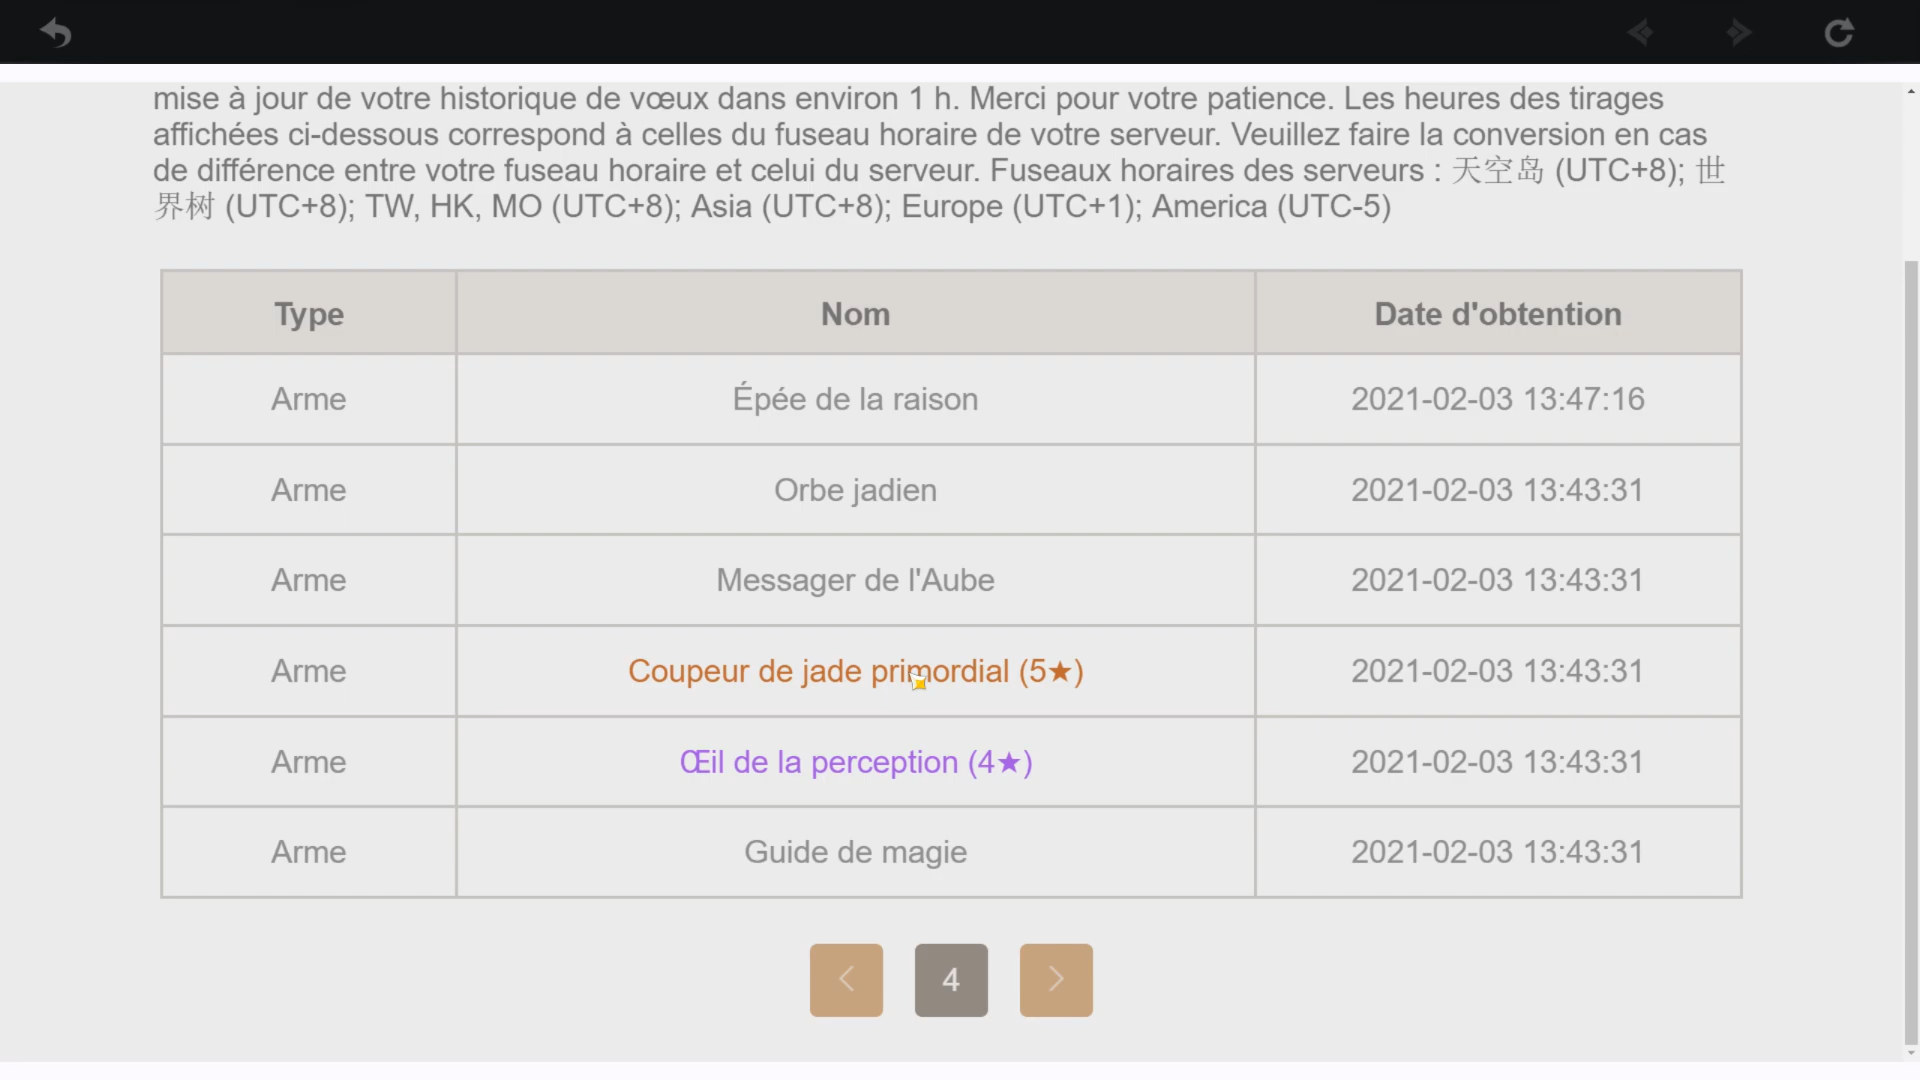 mise à jour de votre historique de vœux dans environ 1 h. Merci pour votre patience. Les heures des tirages
affichées ci-dessous correspond à celles du fuseau horaire de votre serveur. Veuillez faire la conversion en cas
de différence entre votre fuseau horaire et celui du serveur. Fuseaux horaires des serveurs : 天空岛 (UTC+8); 世
界树 (UTC+8); TW, HK, MO (UTC+8); Asia (UTC+8); Europe (UTC+1); America (UTC-5)
Type Nom Date d'obtention
Arme Épée de la raison 2021-02-03 13:47:16
Arme Orbe jadien 2021-02-03 13:43:31
Arme Messager de l'Aube 2021-02-03 13:43:31
Arme Coupeur de jade primordial (5★) 2021-02-03 13:43:31
Arme Œil de la perception (4★) 2021-02-03 13:43:31
Arme Guide de magie 2021-02-03 13:43:31
4